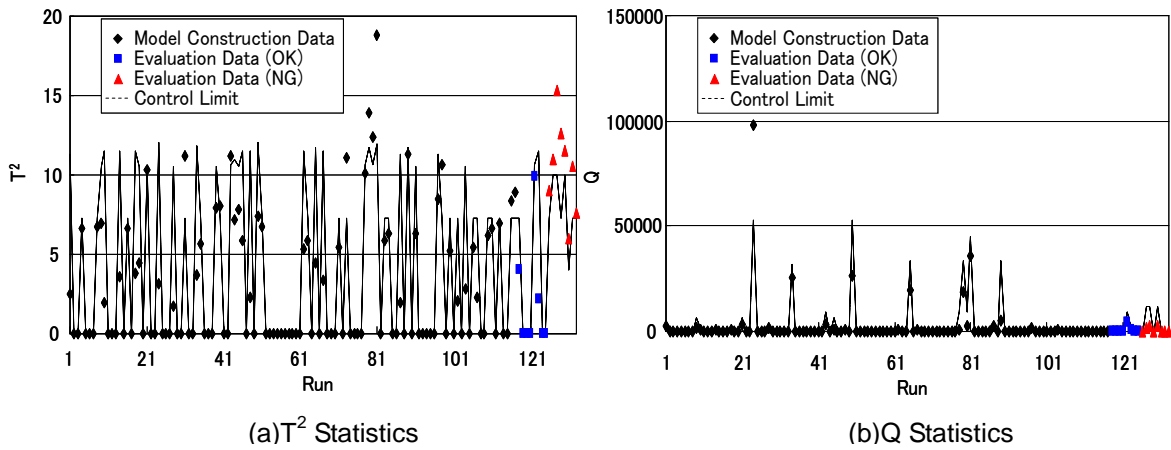 20
15
10
5
0
T²
Model Construction Data
Evaluation Data (OK)
Evaluation Data (NG)
Control Limit
1 21 41 61 81 101 121
Run
(a)T² Statistics
150000
100000
50000
0
Q
Model Construction Data
Evaluation Data (OK)
Evaluation Data (NG)
Control Limit
1 21 41 61 81 101 121
Run
(b)Q Statistics